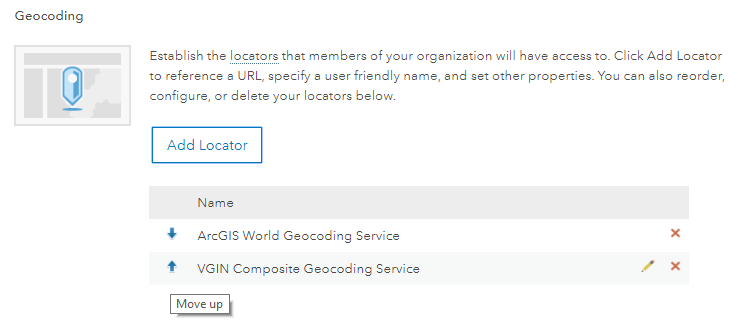 Geocoding
Establish the locators that members of your organization will have access to. Click Add Locator
to reference a URL, specify a user friendly name, and set other properties. You can also reorder,
configure, or delete your locators below.
Add Locator
Name
ArcGIS World Geocoding Service
VGIN Composite Geocoding Service
Move up